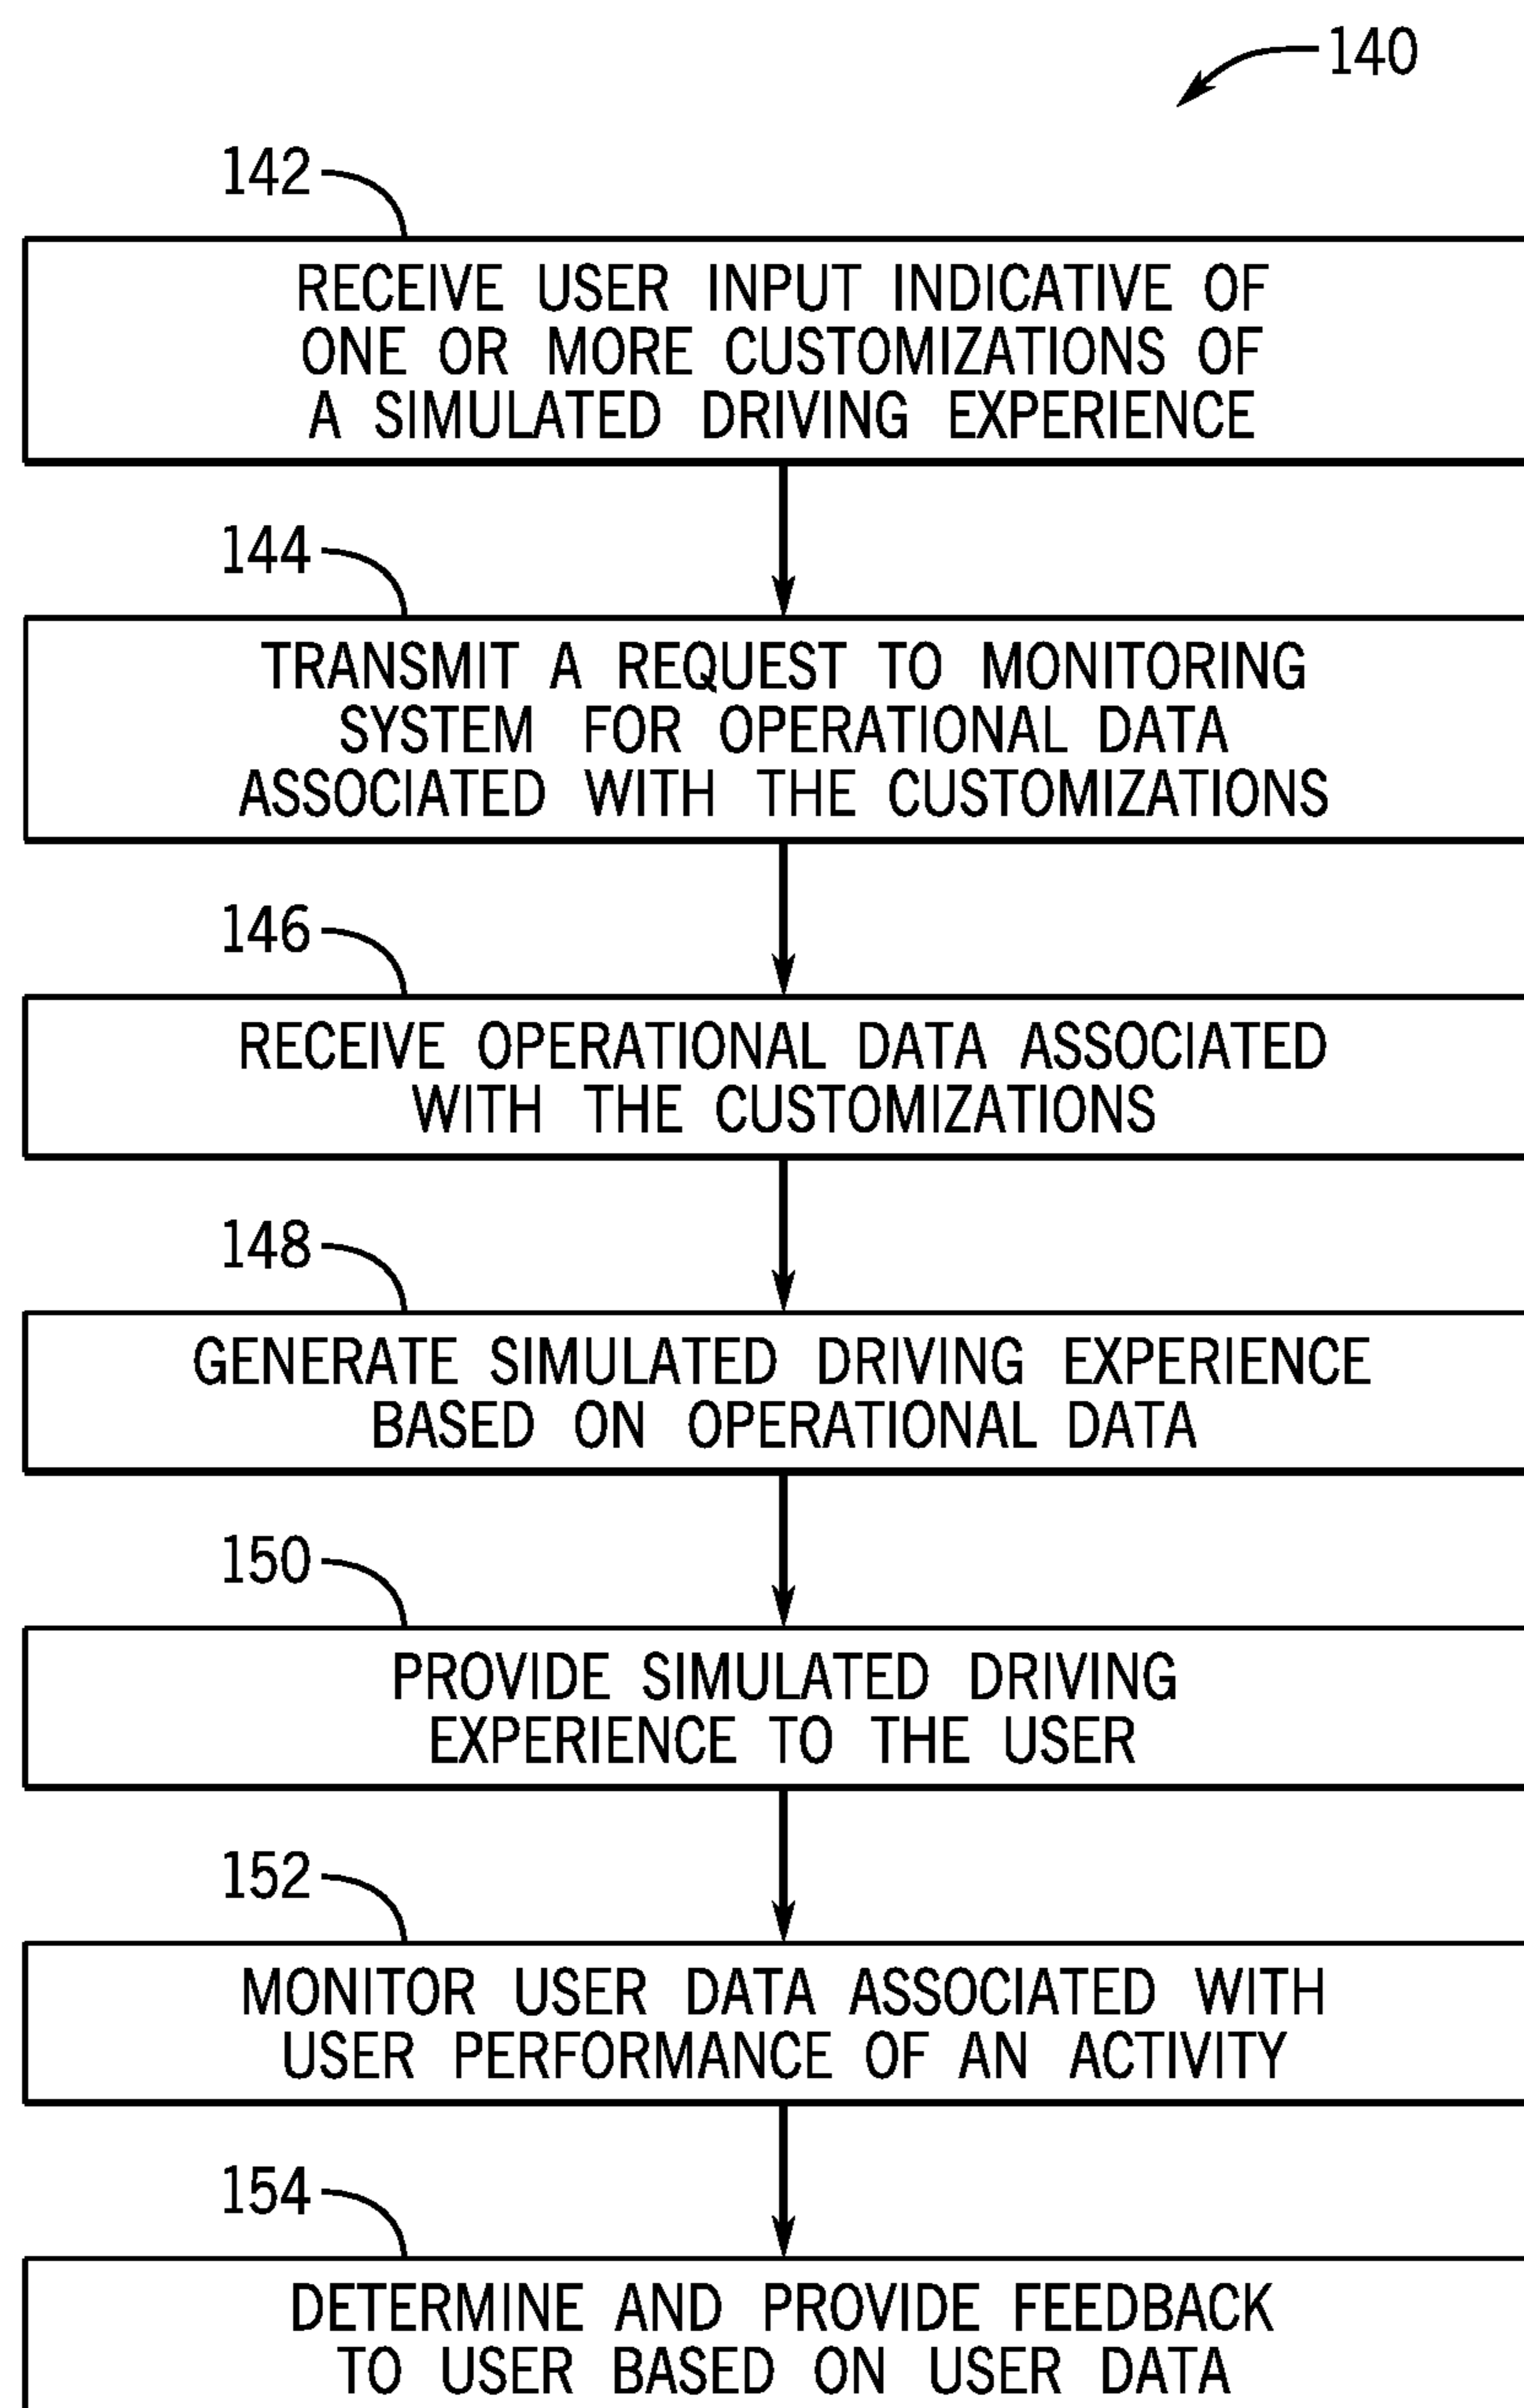 140
142
RECEIVE USER INPUT INDICATIVE OF
ONE OR MORE CUSTOMIZATIONS OF
A SIMULATED DRIVING EXPERIENCE
144
TRANSMIT A REQUEST TO MONITORING
SYSTEM FOR OPERATIONAL DATA
ASSOCIATED WITH THE CUSTOMIZATIONS
146
RECEIVE OPERATIONAL DATA ASSOCIATED
WITH THE CUSTOMIZATIONS
148
GENERATE SIMULATED DRIVING EXPERIENCE
BASED ON OPERATIONAL DATA
150
PROVIDE SIMULATED DRIVING
EXPERIENCE TO THE USER
152
MONITOR USER DATA ASSOCIATED WITH
USER PERFORMANCE OF AN ACTIVITY
154
DETERMINE AND PROVIDE FEEDBACK
TO USER BASED ON USER DATA